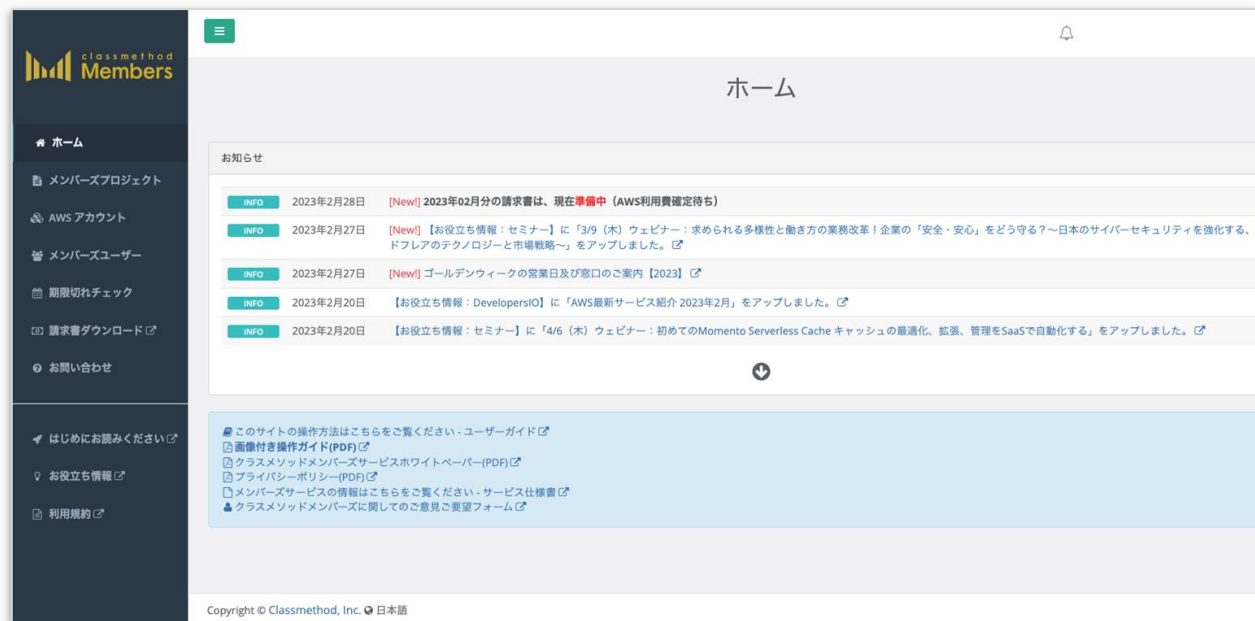 classmethod
Members
ホーム
メンバーズプロジェクト
AWS アカウント
メンバーズユーザー
期限切れチェック
請求書ダウンロード
お問い合わせ
はじめにお読みください
お役立ち情報
利用規約
ホーム
お知らせ
INFO 2023年2月28日 [New!] 2023年02月分の請求書は、現在準備中（AWS利用費確定待ち）
INFO 2023年2月27日 [New!] 【お役立ち情報：セミナー】に「3/9（木）ウェビナー：求められる多様性と働き方の業務改革！企業の「安全・安心」をどう守る？～日本のサイバーセキュリティを強化する、
ドフレアのテクノロジーと市場戦略～」をアップしました。
INFO 2023年2月27日 [New!] ゴールデンウィークの営業日及び窓口のご案内【2023】
INFO 2023年2月20日 【お役立ち情報：DevelopersIO】に「AWS最新サービス紹介 2023年2月」をアップしました。
INFO 2023年2月20日 【お役立ち情報：セミナー】に「4/6（木）ウェビナー：初めてのMomento Serverless Cache キャッシュの最適化、拡張、管理をSaaSで自動化する」をアップしました。
このサイトの操作方法はこちらをご覧ください - ユーザーガイド
画像付き操作ガイド(PDF)
クラスメソッドメンバーズサービスホワイトペーパー(PDF)
プライバシーポリシー(PDF)
メンバーズサービスの情報はこちらをご覧ください - サービス仕様書
クラスメソッドメンバーズに関してのご意見ご要望フォーム
Copyright © Classmethod, Inc. 日本語